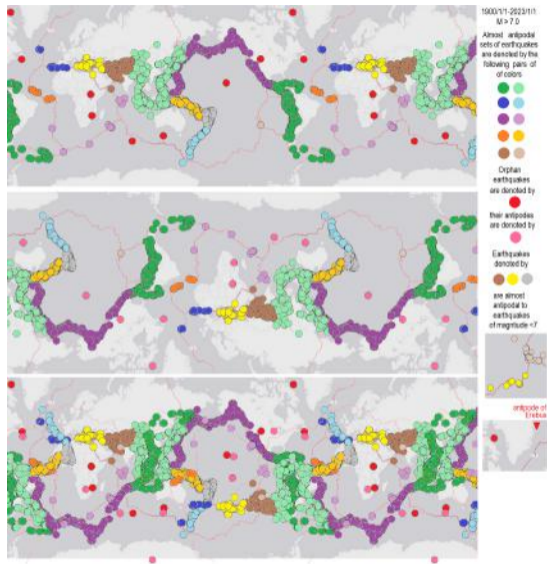 1900/1/1-2023/1/1
M > 7.0
Almost antipodal
sets of earthquakes
are denoted by the
following pairs of
of colors
Orphan
earthquakes
are denoted by
their antipodes
are denoted by
Earthquakes
denoted by
are almost
antipodal to
earthquakes
of magnitude <7
antipode of
Erebus